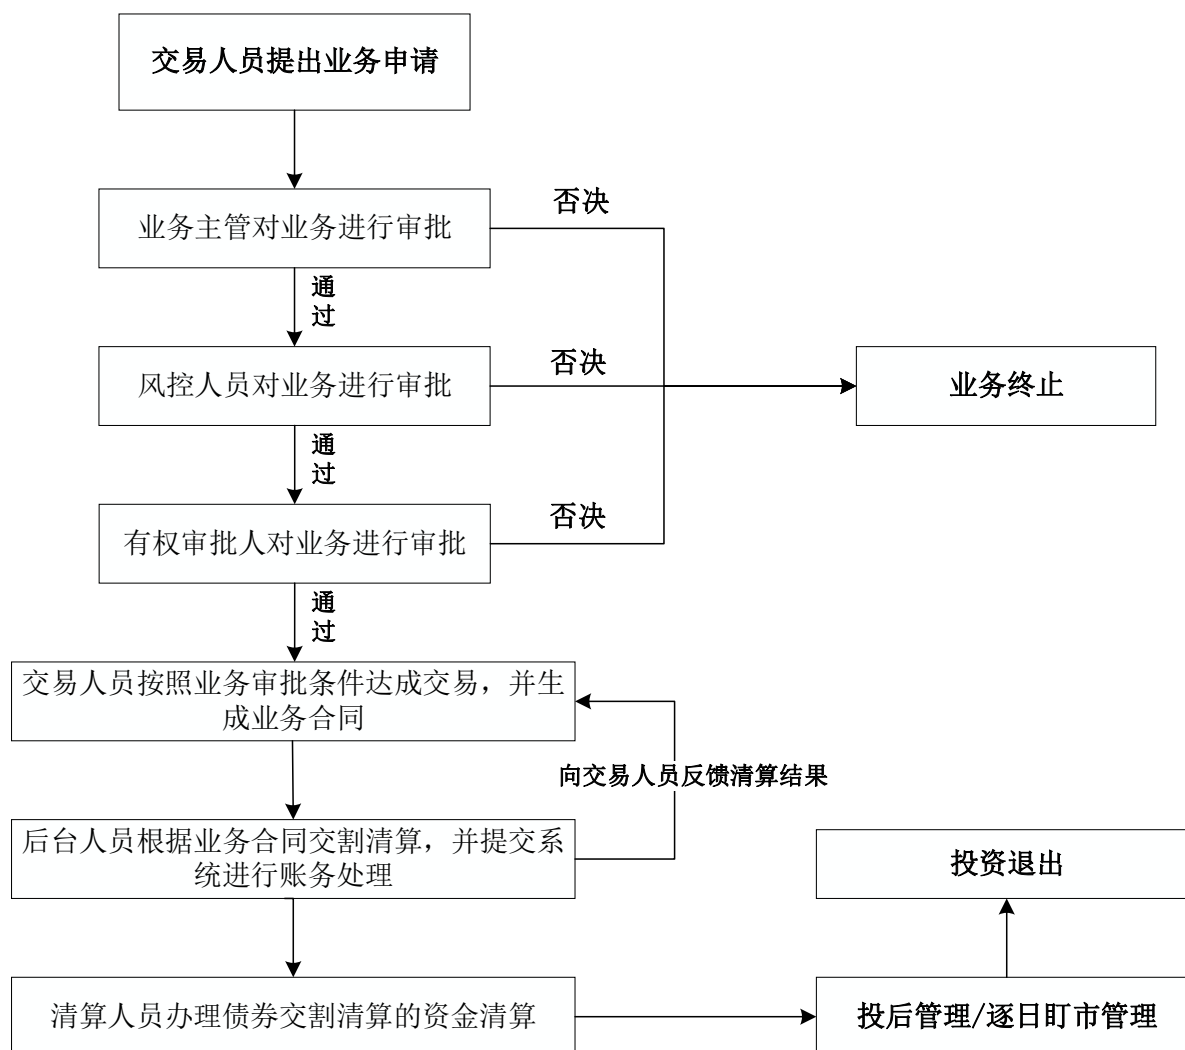 交易人员提出业务申请
业务主管对业务进行审批
否决
通
过
风控人员对业务进行审批
否决
业务终止
通
过
有权审批人对业务进行审批
否决
通
过
交易人员按照业务审批条件达成交易，并生
成业务合同
向交易人员反馈清算结果
后台人员根据业务合同交割清算，并提交系
统进行账务处理
投资退出
清算人员办理债券交割清算的资金清算
投后管理/逐日盯市管理